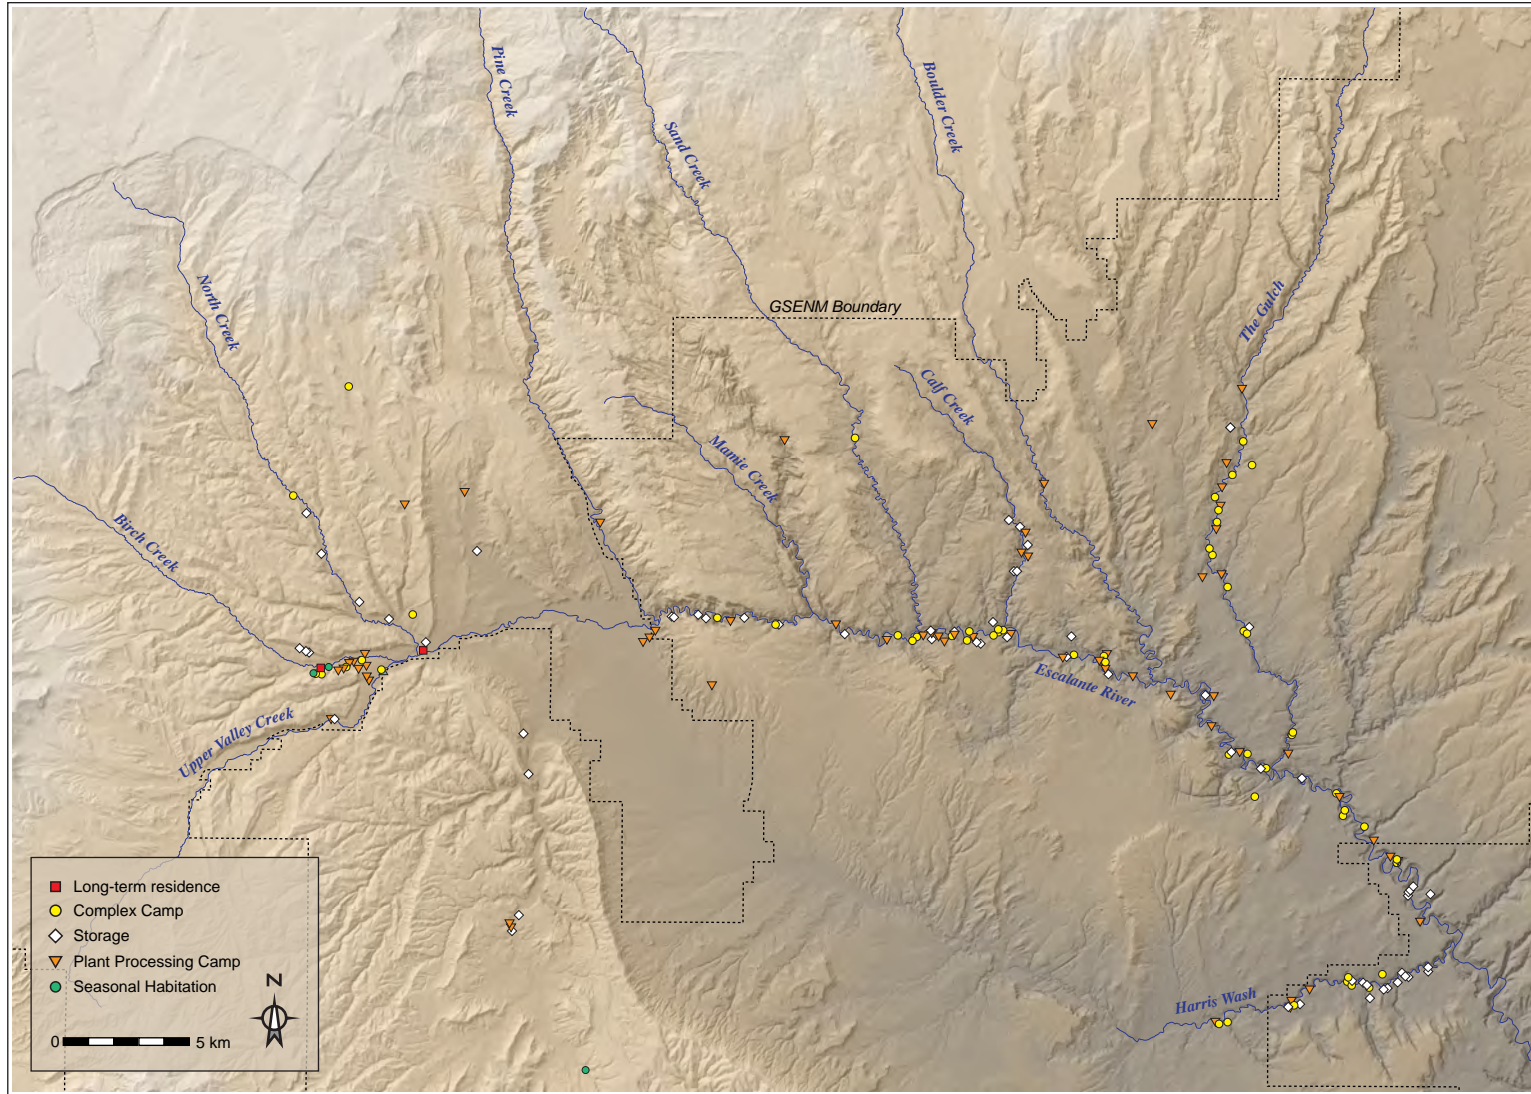 Pine Creek
Sand Creek
Boulder Creek
North Creek
GSENM Boundary
The Gulch
Calf Creek
Mamie Creek
Birch Creek
Escalante River
Upper Valley Creek
Long-term residence
Complex Camp
Storage
Plant Processing Camp
Seasonal Habitation
N
0 5 km
Harris Wash